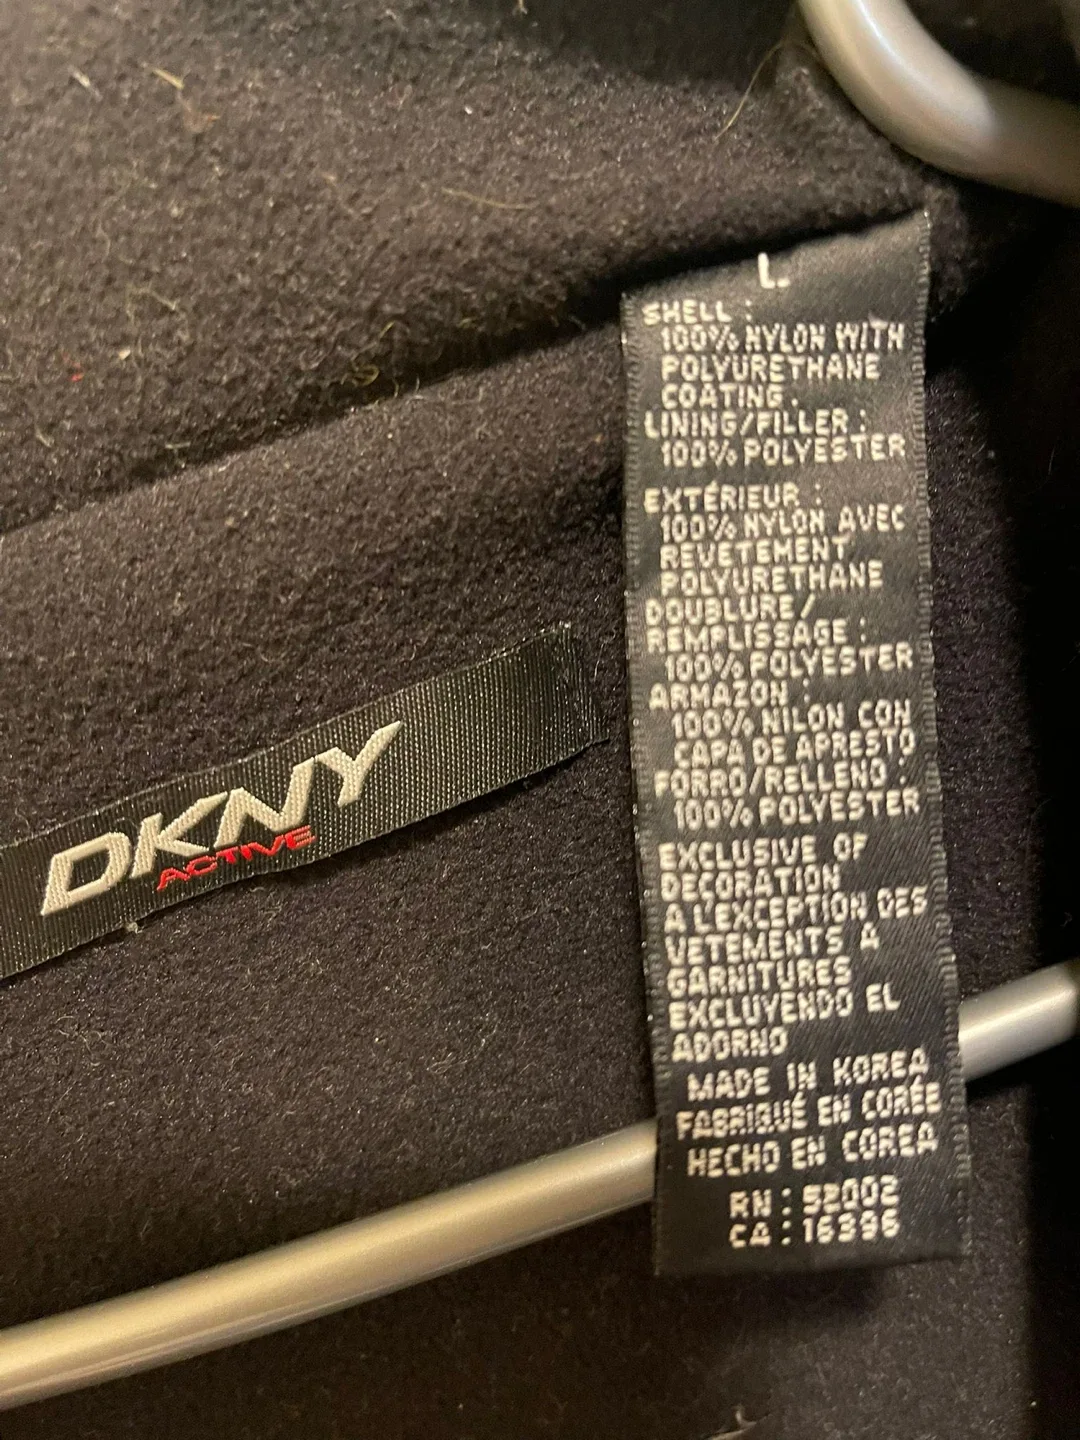 DKNY
ACTIVE
L.
SHELL :
100% NYLON WITH
POLYURETHANE
COATING.
LINING/FILLER :
100% POLYESTER
EXTÉRIEUR :
100% NYLON AVEC
REVETEMENT
POLYURETHANE
DOUBLURE/
REMPLISSAGE :
100% POLYESTER
ARMAZON :
100% NILON CON
CAPA DE APRESTO
FORRO/RELLENO :
100% POLYESTER
EXCLUSIVE OF
DECORATION
A L'EXCEPTION DES
VETEMENTS A
GARNITURES
EXCLUYENDO EL
ADORNO
MADE IN KOREA
FABRIQUÉ EN CORÉE
HECHO EN COREA
RN : 52002
CA : 16396